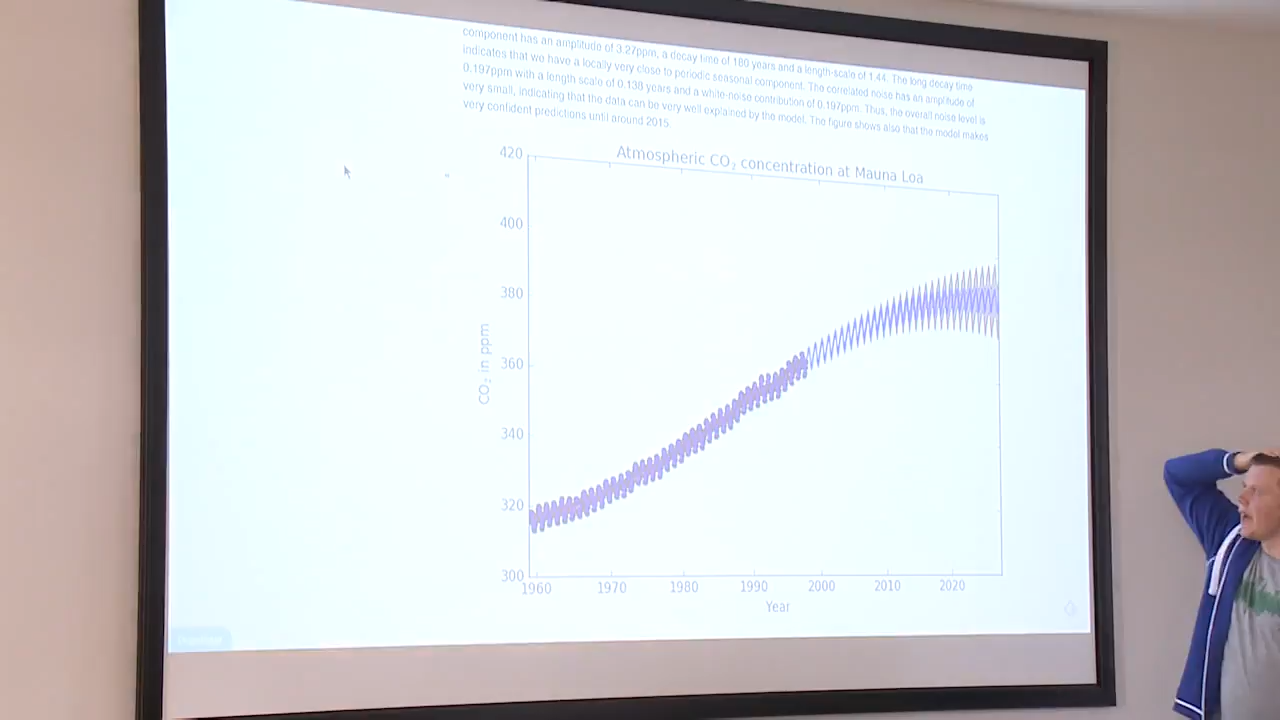 component has an amplitude of 3.27ppm, a decay time of 180 years and a length-scale of 1.44. The long decay time
indicates that we have a locally very close to periodic seasonal component. The correlated noise has an amplitude of
0.197ppm with a length scale of 0.138 years and a white-noise contribution of 0.197ppm. Thus, the overall noise level is
very small, indicating that the data can be very well explained by the model. The figure shows also that the model makes
very confident predictions until around 2015.
Atmospheric CO₂ concentration at Mauna Loa
420
400
380
360
340
320
300
CO₂ in ppm
1960 1970 1980 1990 2000 2010 2020
Year